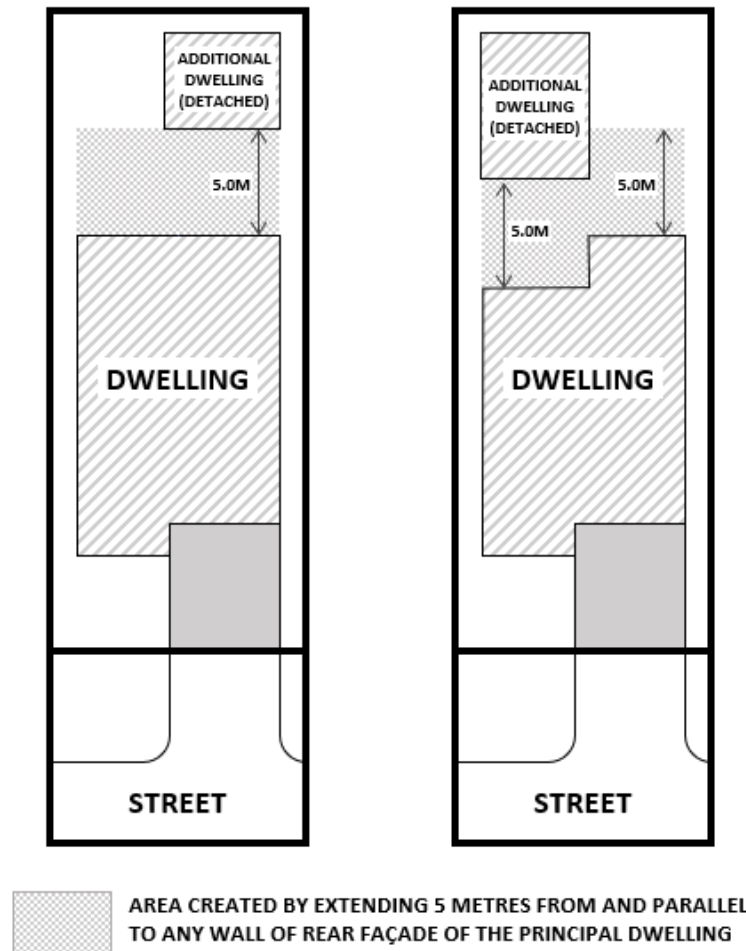 ADDITIONAL
DWELLING
(DETACHED)
5.0M
DWELLING
STREET
ADDITIONAL
DWELLING
(DETACHED)
5.0M
5.0M
DWELLING
STREET
AREA CREATED BY EXTENDING 5 METRES FROM AND PARALLEL
TO ANY WALL OF REAR FAÇADE OF THE PRINCIPAL DWELLING